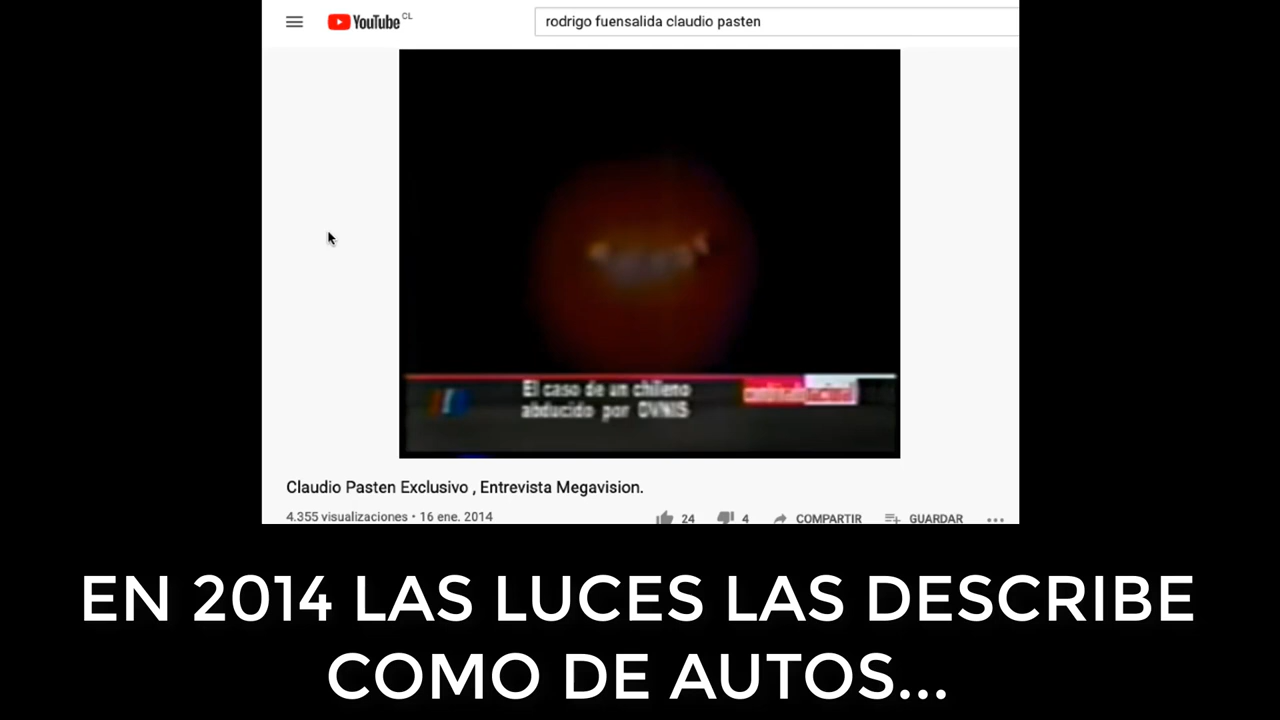 YouTube CL
rodrigo fuensalida claudio pasten
El caso de un chileno
abducido por OVNIS
Claudio Pasten Exclusivo , Entrevista Megavision.
4.355 visualizaciones • 16 ene. 2014
24 4 COMPARTIR GUARDAR
EN 2014 LAS LUCES LAS DESCRIBE
COMO DE AUTOS...